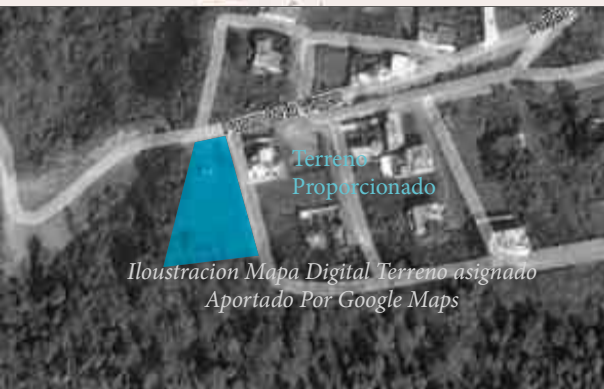 Terreno
Proporcionado
Iloustracion Mapa Digital Terreno asignado
Aportado Por Google Maps